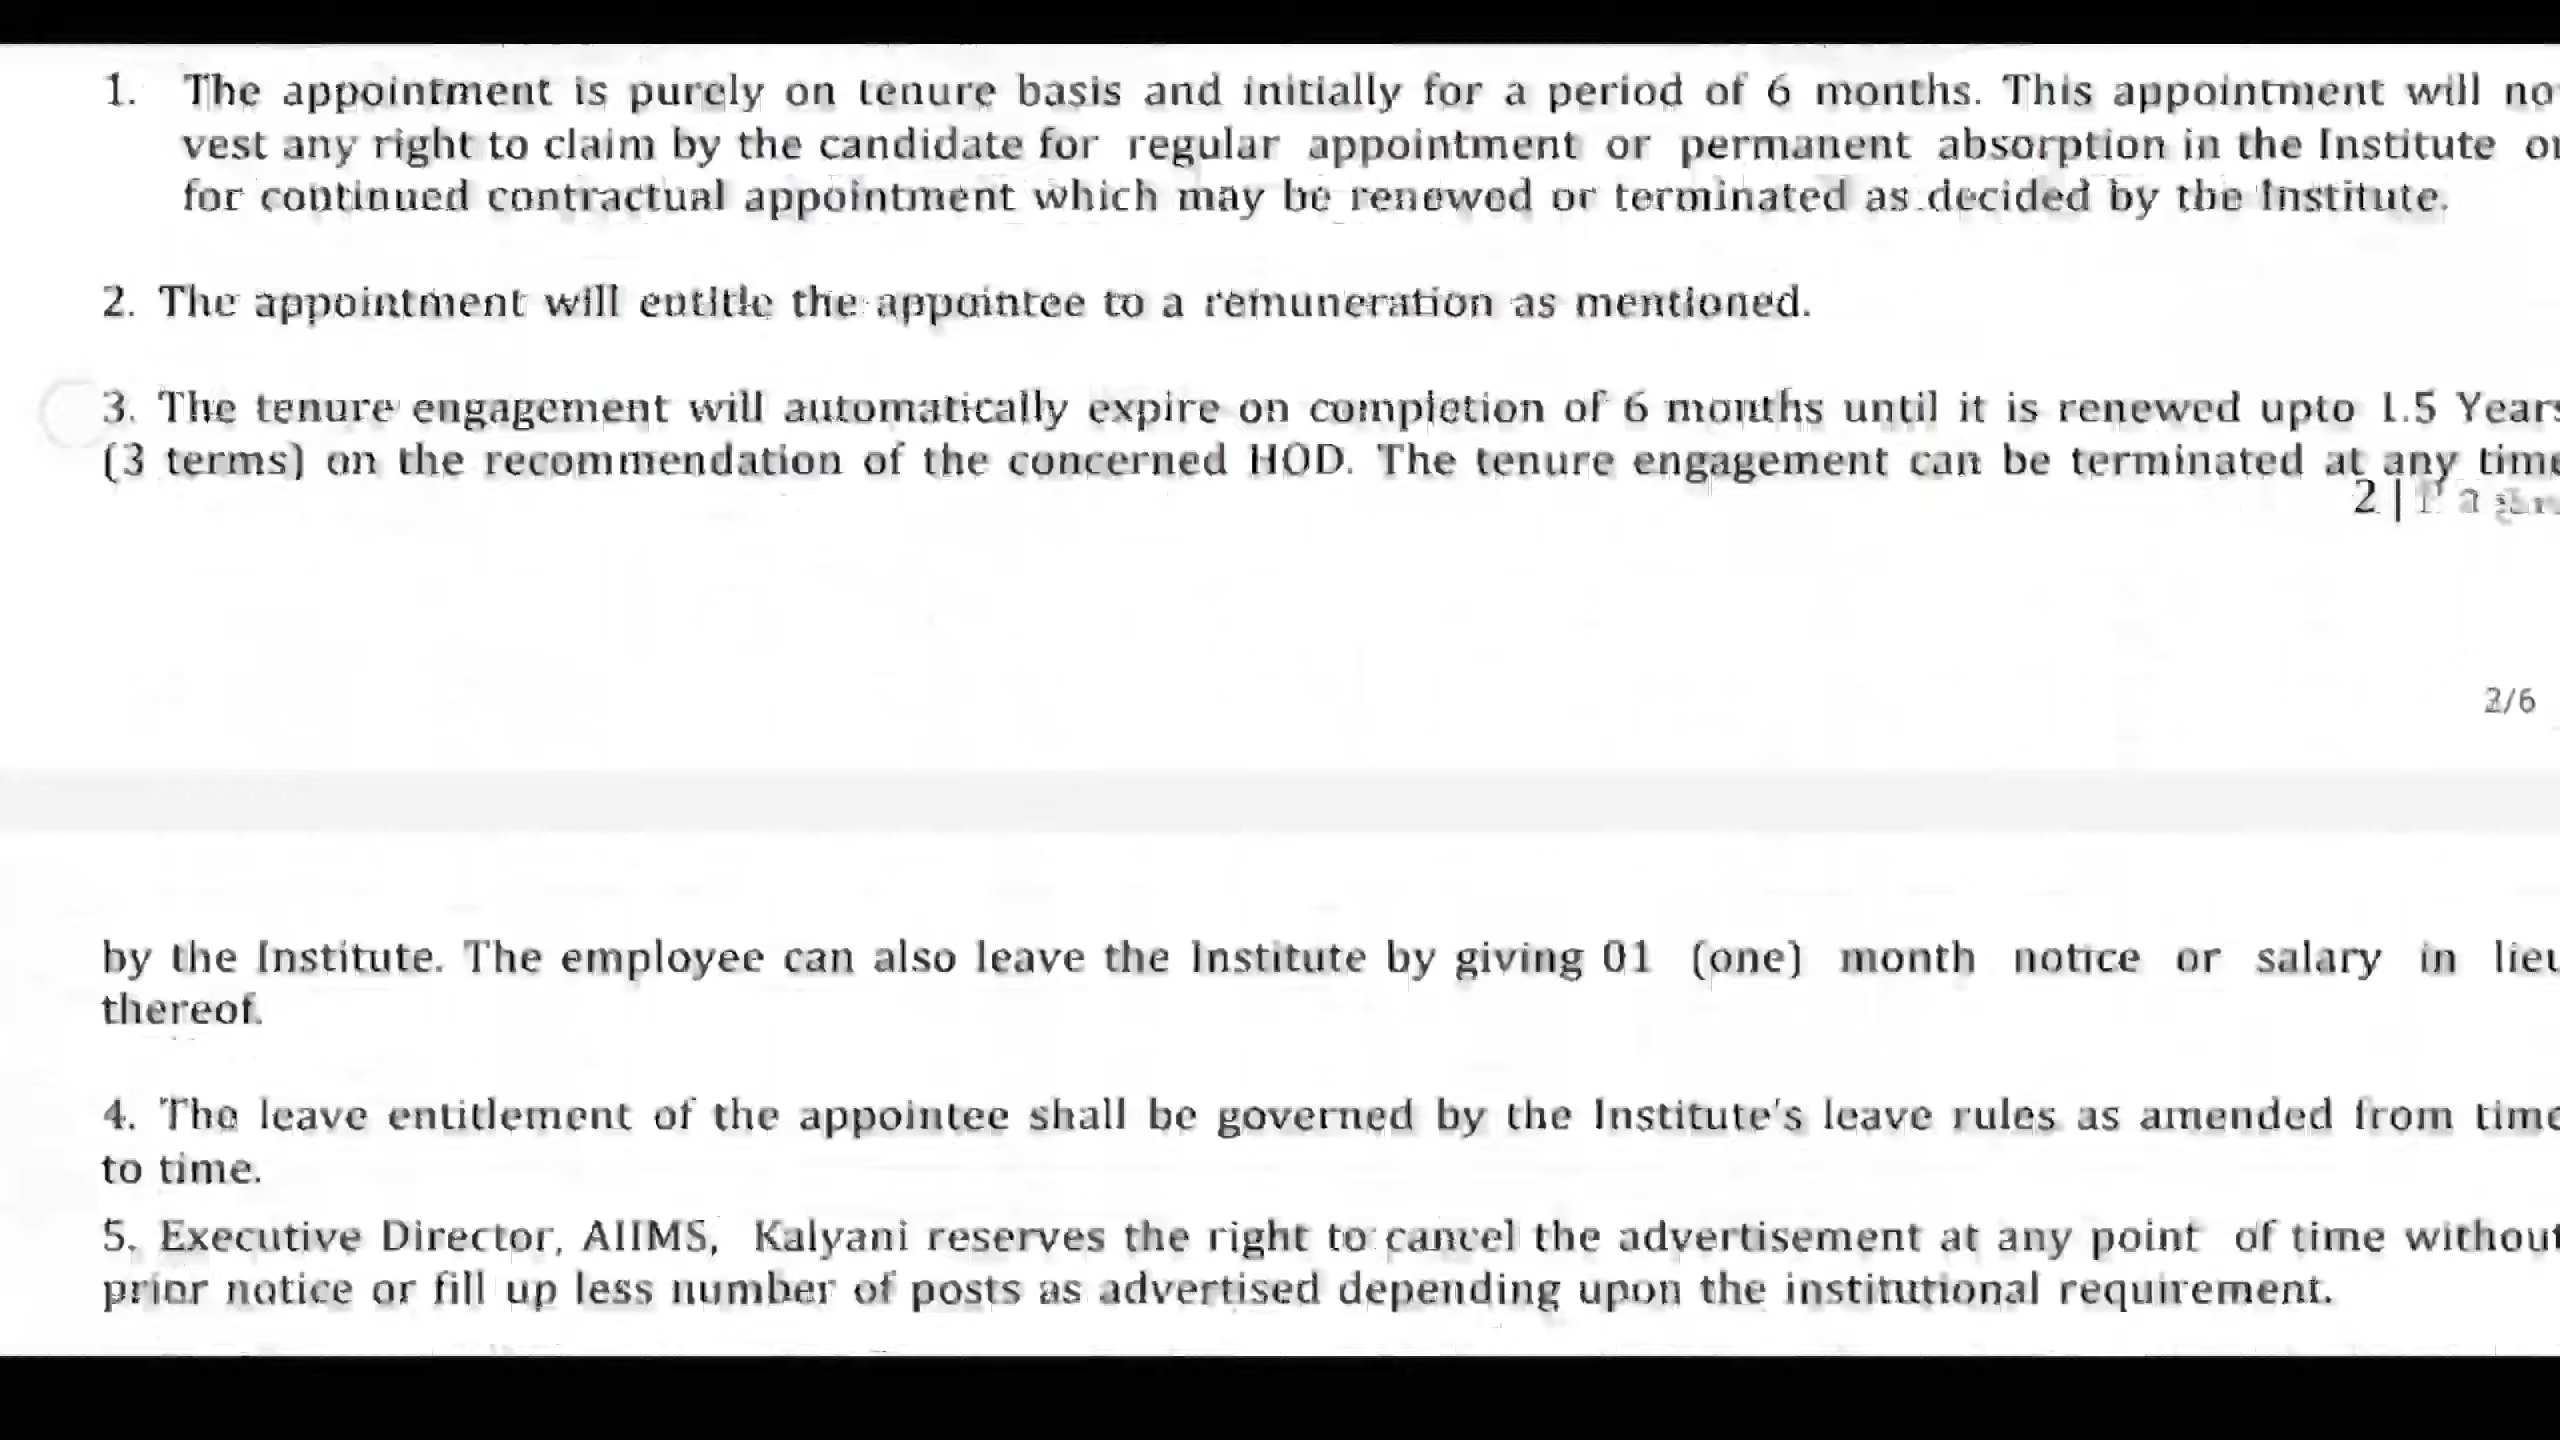 1. The appointment is purely on tenure basis and initially for a period of 6 months. This appointment will no
vest any right to claim by the candidate for regular appointment or permanent absorption in the Institute or
for continued contractual appointment which may be renewed or terminated as decided by the Institute.
2. The appointment will entitle the appointee to a remuneration as mentioned.
3. The tenure engagement will automatically expire on completion of 6 months until it is renewed upto 1.5 Years
(3 terms) on the recommendation of the concerned HOD. The tenure engagement can be terminated at any time
2 | Page
2/6
by the Institute. The employee can also leave the Institute by giving 01 (one) month notice or salary in lieu
thereof.
4. The leave entitlement of the appointee shall be governed by the Institute's leave rules as amended from time
to time.
5. Executive Director, AIIMS, Kalyani reserves the right to cancel the advertisement at any point of time without
prior notice or fill up less number of posts as advertised depending upon the institutional requirement.